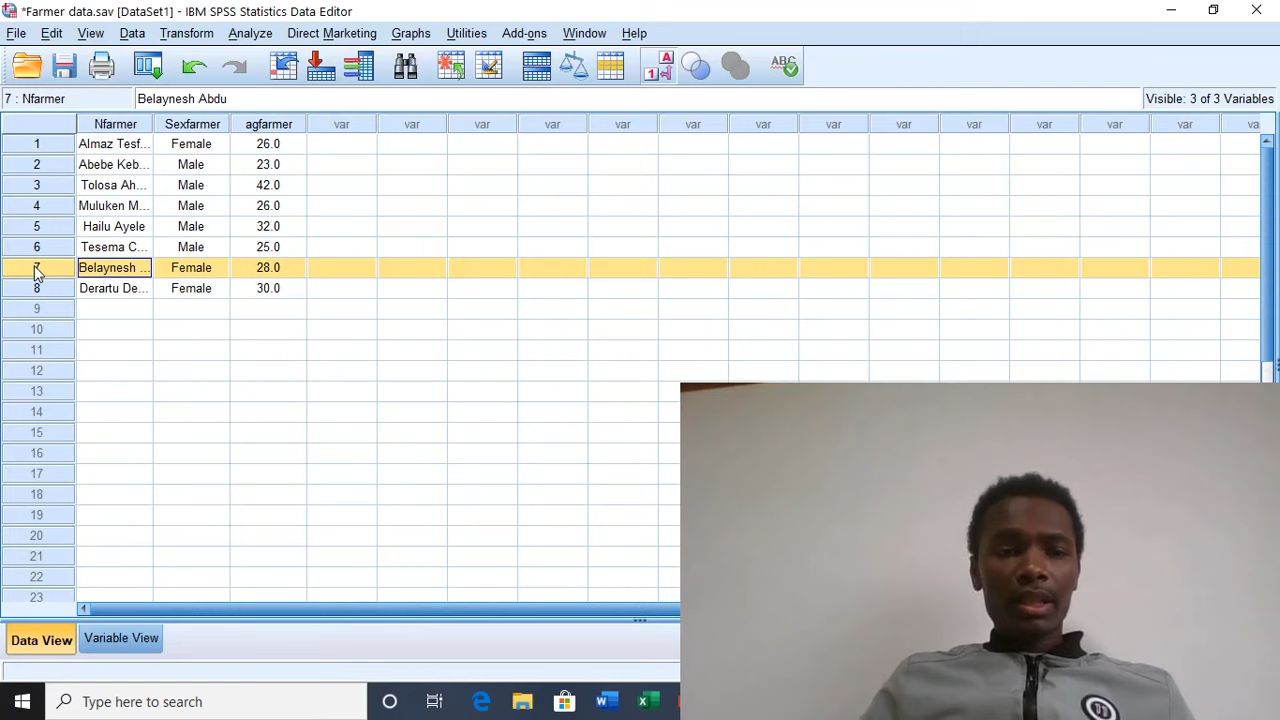 *Farmer data.sav [DataSet1] - IBM SPSS Statistics Data Editor
File Edit View Data Transform Analyze Direct Marketing Graphs Utilities Add-ons Window Help
7 : Nfarmer Belaynesh Abdu Visible: 3 of 3 Variables
Nfarmer Sexfarmer agfarmer var var var var var var var var var var var var var va
1 Almaz Tesf... Female 26.0
2 Abebe Keb... Male 23.0
3 Tolosa Ah... Male 42.0
4 Muluken M... Male 26.0
5 Hailu Ayele Male 32.0
6 Tesema C... Male 25.0
7 Belaynesh ... Female 28.0
8 Derartu De... Female 30.0
9
10
11
12
13
14
15
16
17
18
19
20
21
22
23
Data View Variable View
Type here to search